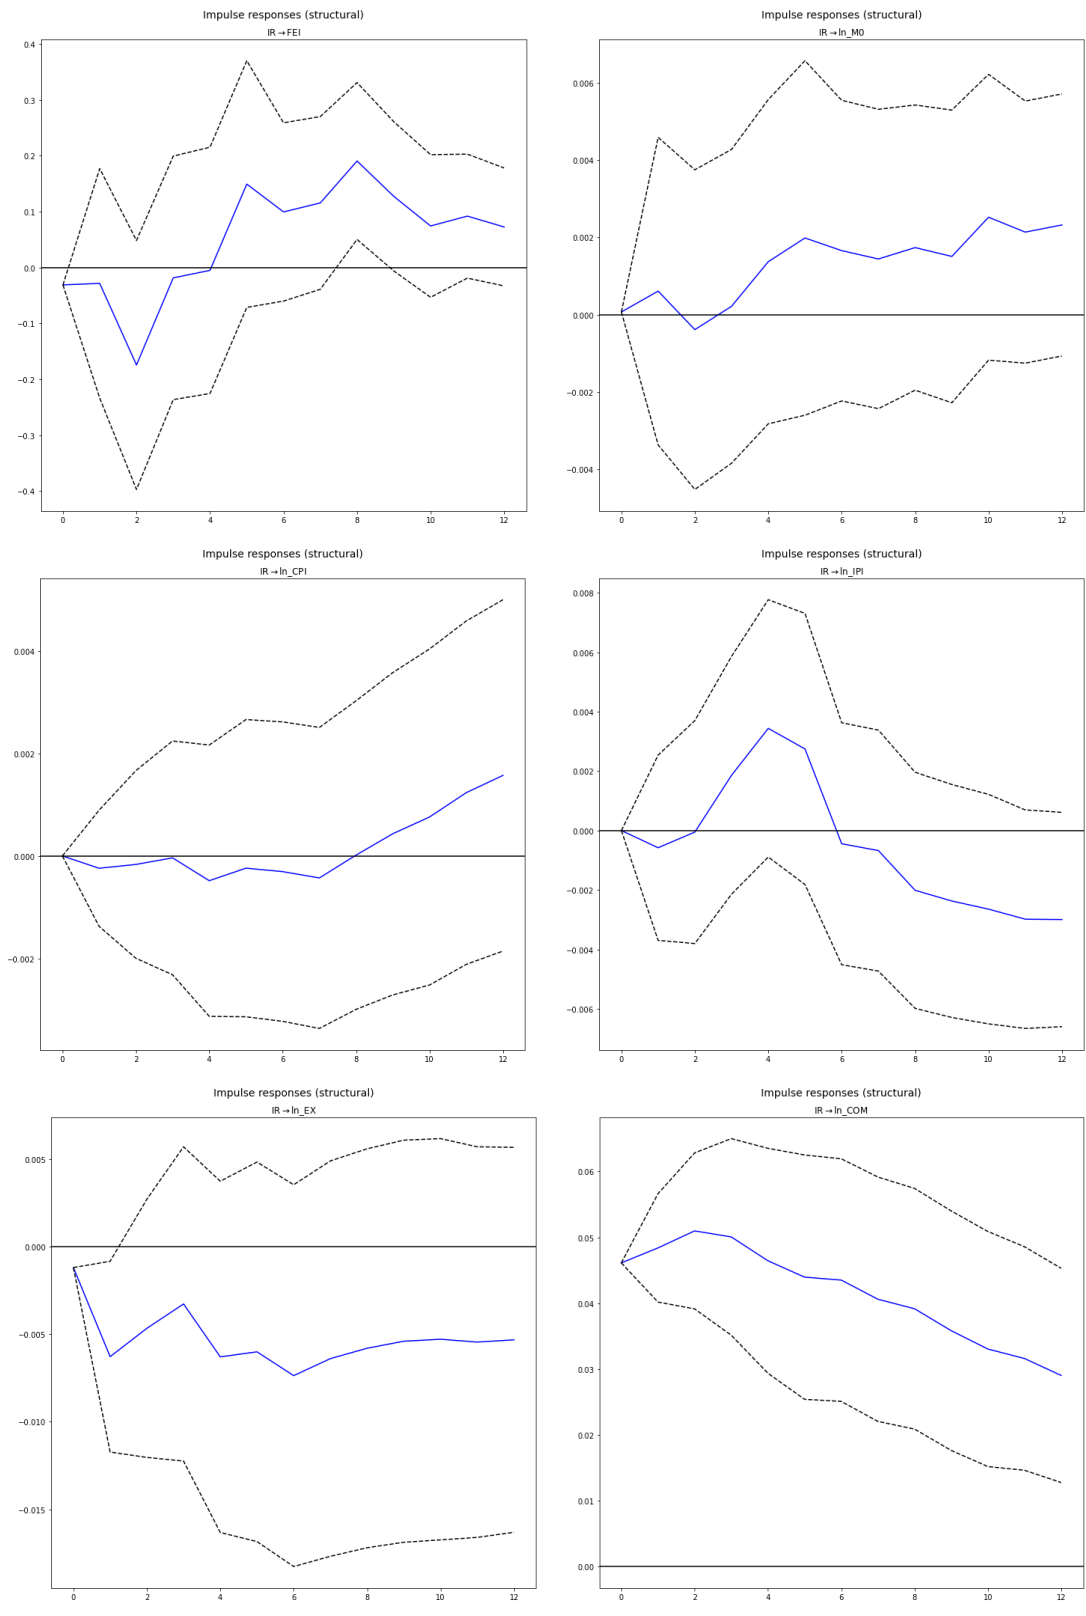 Impulse responses (structural)
IR → FEI
0.4
0.3
0.2
0.1
0.0
−0.1
−0.2
−0.3
−0.4
0 2 4 6 8 10 12
Impulse responses (structural)
IR → ln_M0
0.006
0.004
0.002
0.000
−0.002
−0.004
0 2 4 6 8 10 12
Impulse responses (structural)
IR → ln_CPI
0.004
0.002
0.000
−0.002
0 2 4 6 8 10 12
Impulse responses (structural)
IR → ln_IPI
0.008
0.006
0.004
0.002
0.000
−0.002
−0.004
−0.006
0 2 4 6 8 10 12
Impulse responses (structural)
IR → ln_EX
0.005
0.000
−0.005
−0.010
−0.015
0 2 4 6 8 10 12
Impulse responses (structural)
IR → ln_COM
0.06
0.05
0.04
0.03
0.02
0.01
0.00
0 2 4 6 8 10 12